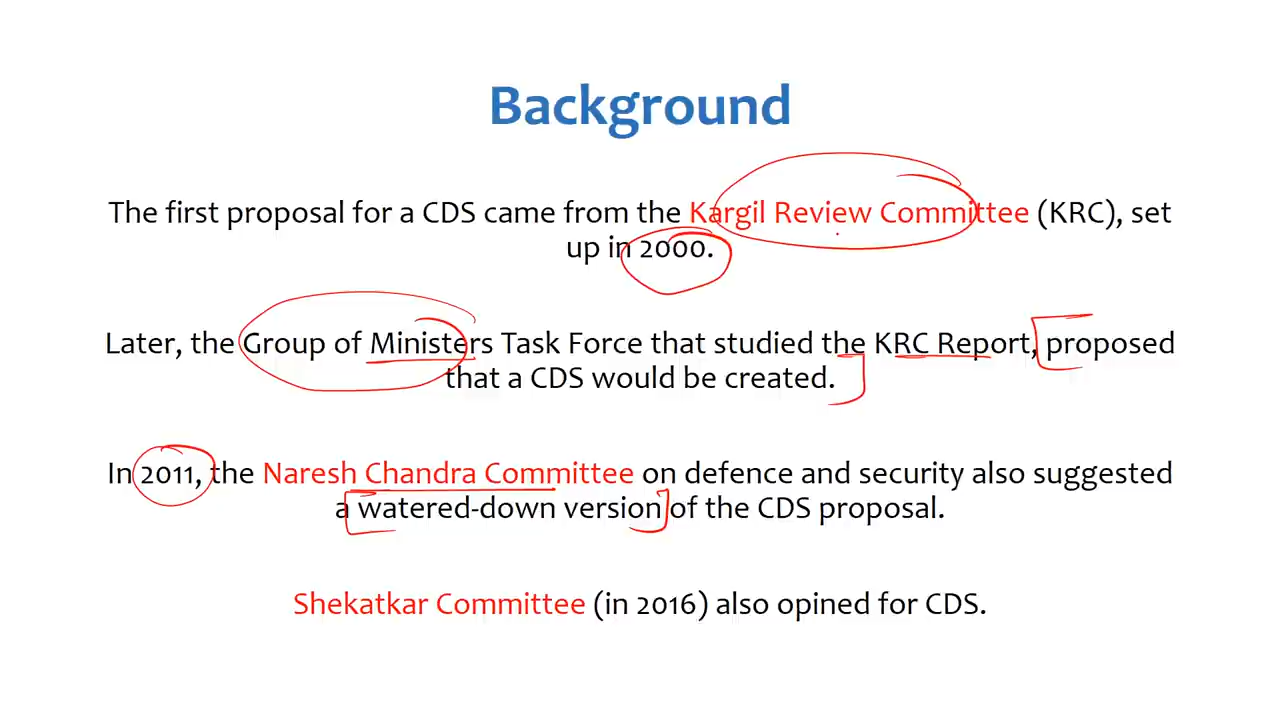 Background
The first proposal for a CDS came from the Kargil Review Committee (KRC), set
up in 2000.
Later, the Group of Ministers Task Force that studied the KRC Report, proposed
that a CDS would be created.
In 2011, the Naresh Chandra Committee on defence and security also suggested
a watered-down version of the CDS proposal.
Shekatkar Committee (in 2016) also opined for CDS.